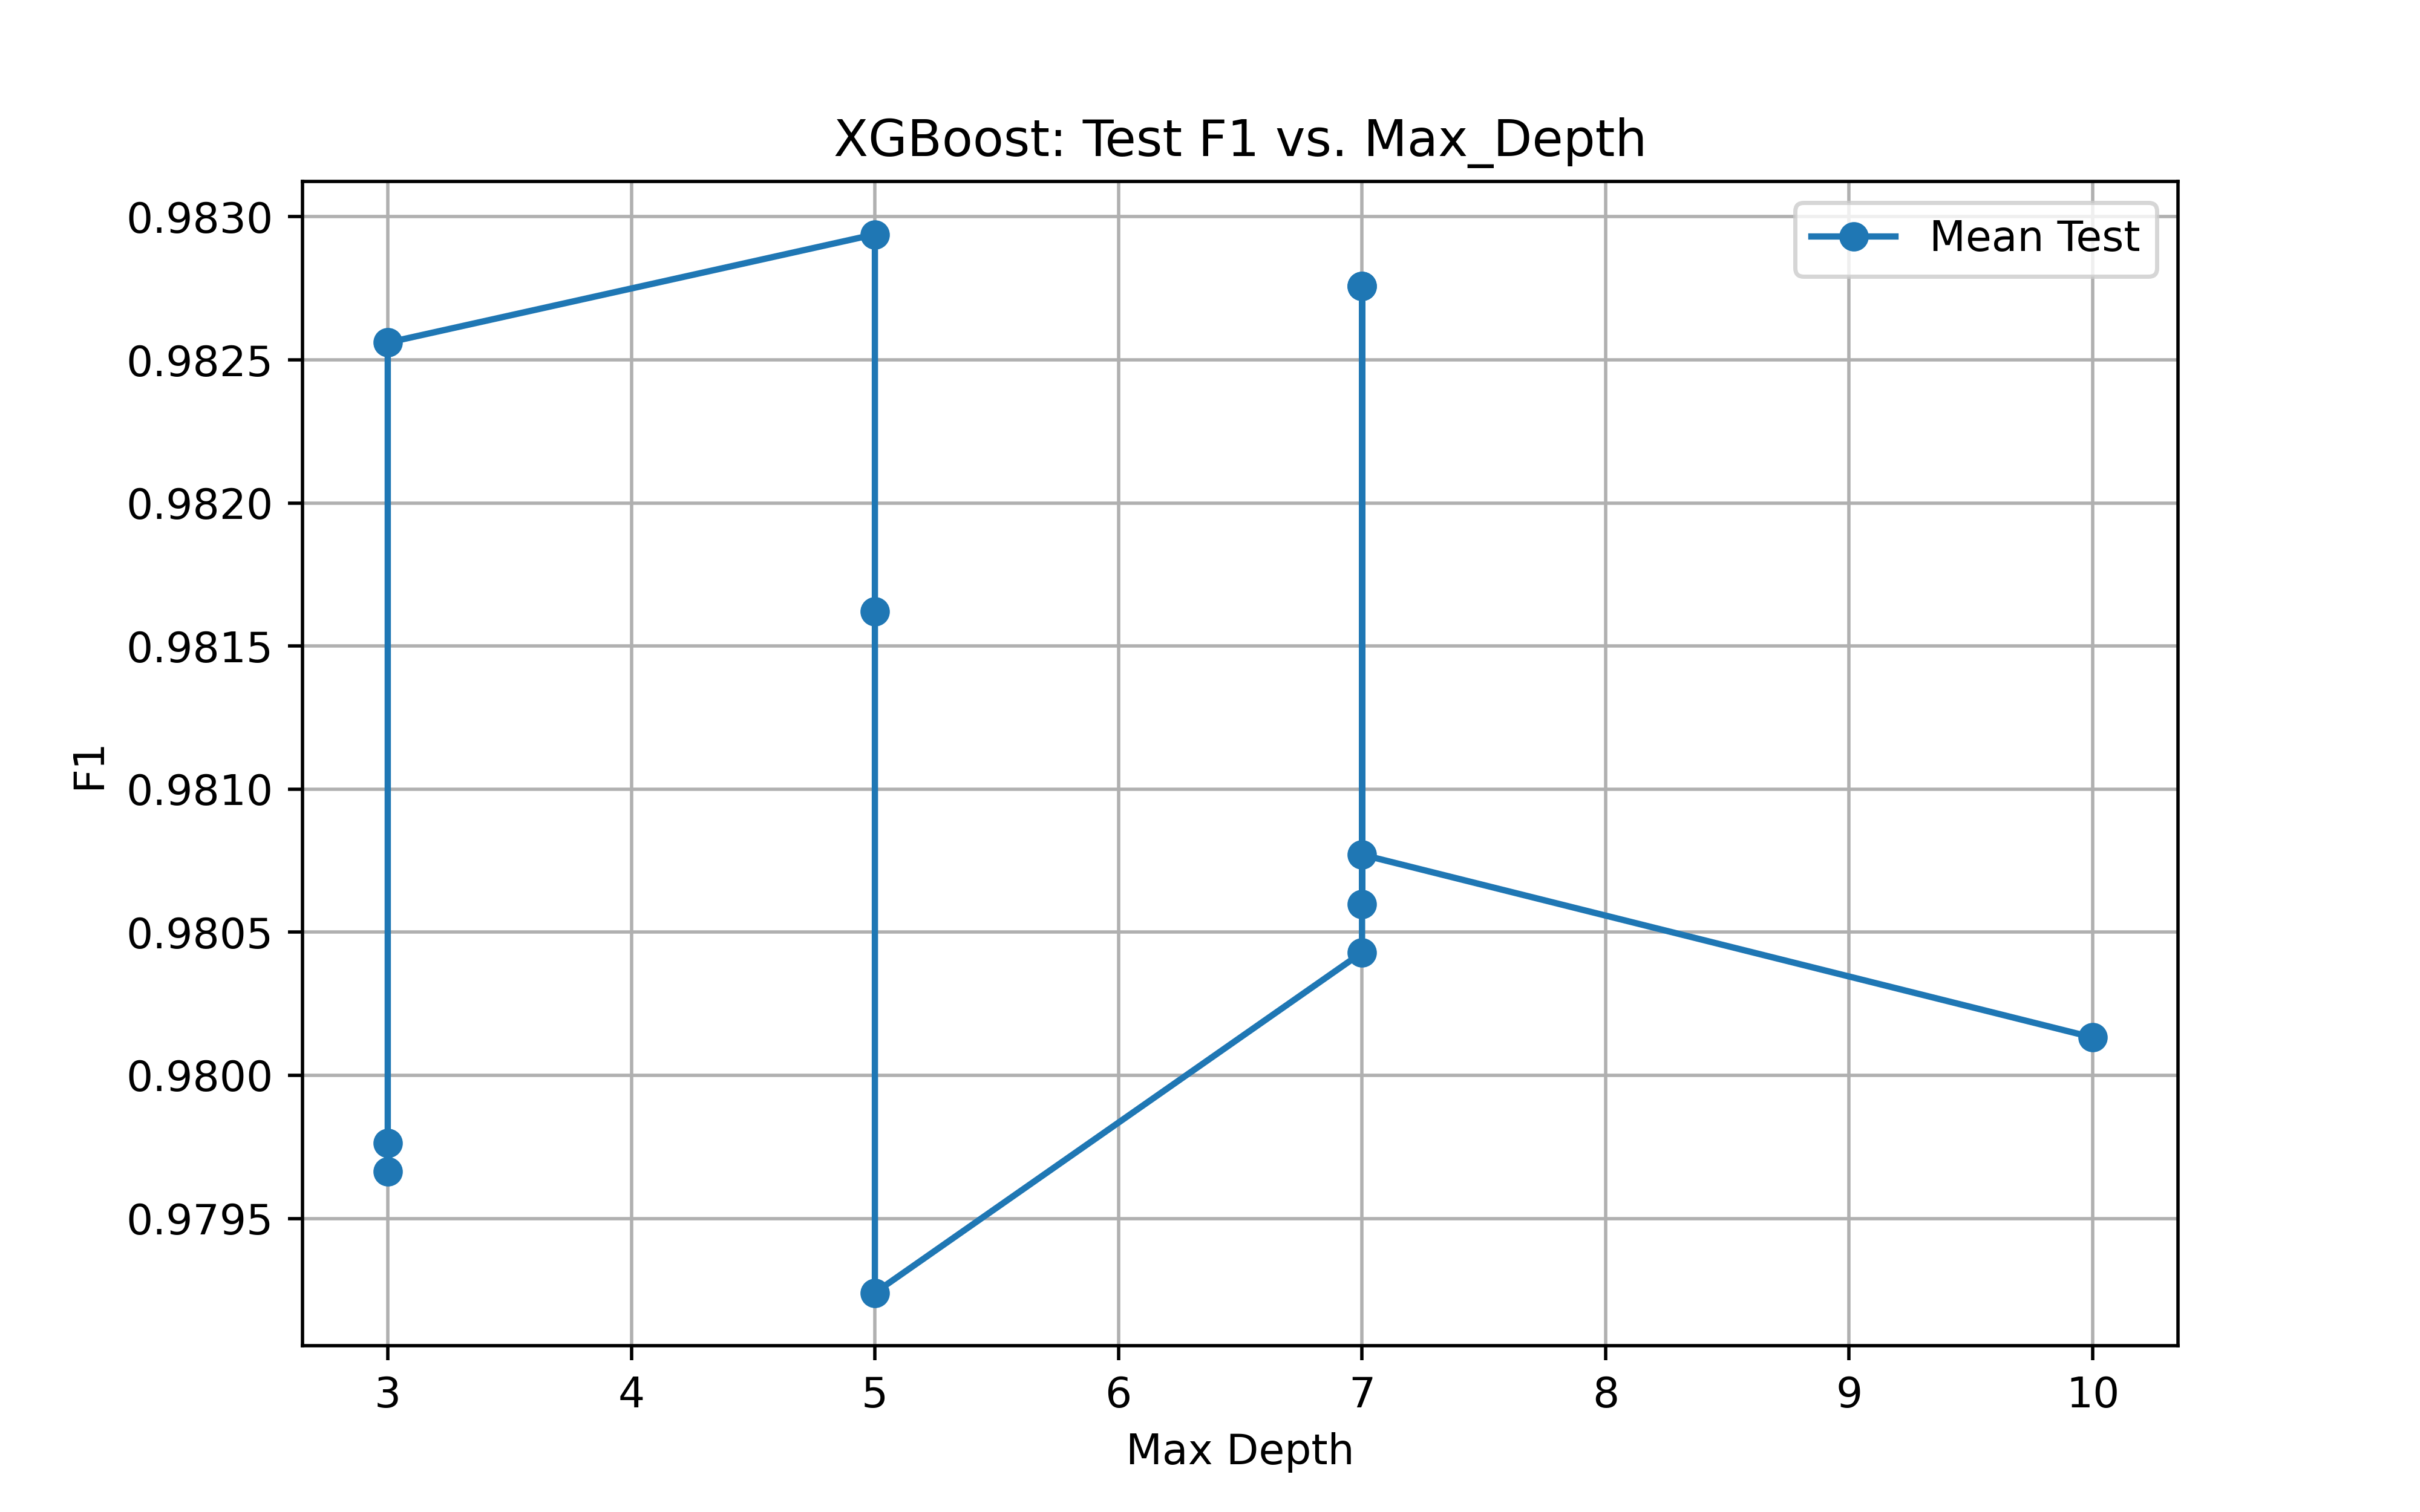 XGBoost: Test F1 vs. Max_Depth
Mean Test
F1
0.9830
0.9825
0.9820
0.9815
0.9810
0.9805
0.9800
0.9795
3 4 5 6 7 8 9 10
Max Depth